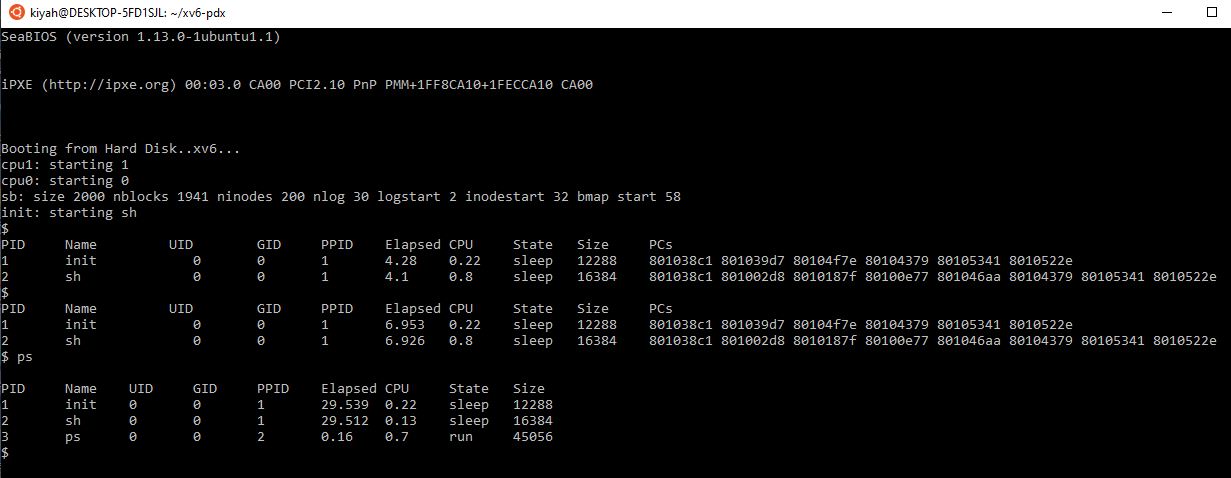 kiyah@DESKTOP-5FD1SJL: ~/xv6-pdx
SeaBIOS (version 1.13.0-1ubuntu1.1)
iPXE (http://ipxe.org) 00:03.0 CA00 PCI2.10 PnP PMM+1FF8CA10+1FECCA10 CA00
Booting from Hard Disk..xv6...
cpu1: starting 1
cpu0: starting 0
sb: size 2000 nblocks 1941 ninodes 200 nlog 30 logstart 2 inodestart 32 bmap start 58
init: starting sh
$
PID Name UID GID PPID Elapsed CPU State Size PCs
1 init 0 0 1 4.28 0.22 sleep 12288 801038c1 801039d7 80104f7e 80104379 80105341 8010522e
2 sh 0 0 1 4.1 0.8 sleep 16384 801038c1 801002d8 8010187f 80100e77 801046aa 80104379 80105341 8010522e
$
PID Name UID GID PPID Elapsed CPU State Size PCs
1 init 0 0 1 6.953 0.22 sleep 12288 801038c1 801039d7 80104f7e 80104379 80105341 8010522e
2 sh 0 0 1 6.926 0.8 sleep 16384 801038c1 801002d8 8010187f 80100e77 801046aa 80104379 80105341 8010522e
$ ps
PID Name UID GID PPID Elapsed CPU State Size
1 init 0 0 1 29.539 0.22 sleep 12288
2 sh 0 0 1 29.512 0.13 sleep 16384
3 ps 0 0 2 0.16 0.7 run 45056
$